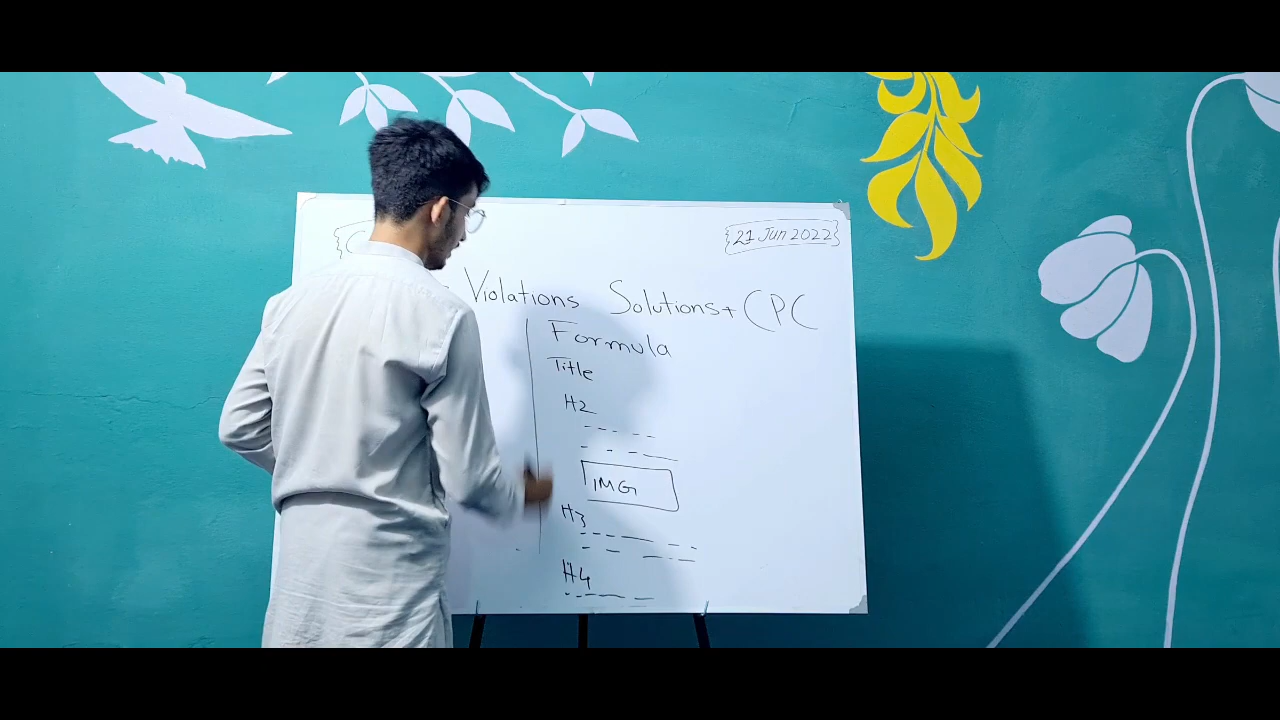 21 Jun 2022
Violations Solutions + CPC
Formula
Title
H2
IMG
H3
H4